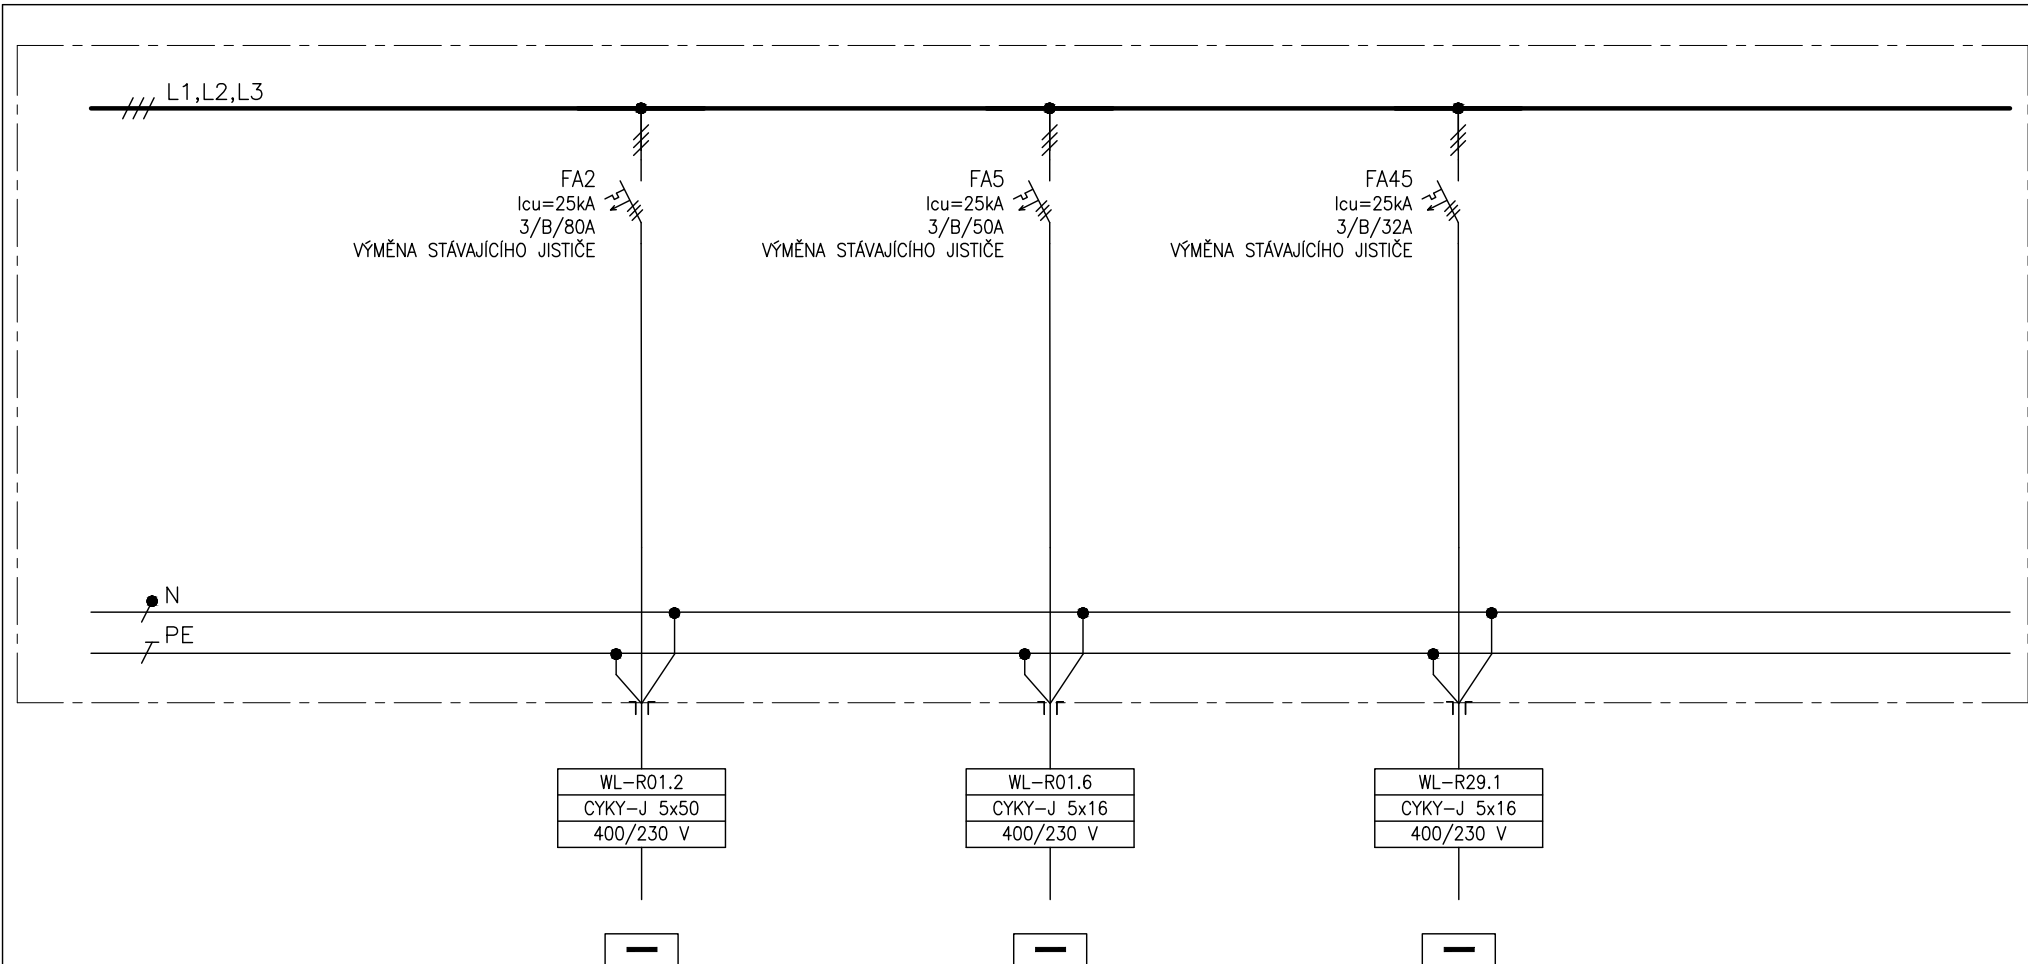 L1,L2,L3
FA2
Icu=25kA
3/B/80A
VÝMĚNA STÁVAJÍCÍHO JISTIČE
FA5
Icu=25kA
3/B/50A
VÝMĚNA STÁVAJÍCÍHO JISTIČE
FA45
Icu=25kA
3/B/32A
VÝMĚNA STÁVAJÍCÍHO JISTIČE
N
PE
WL-R01.2
CYKY-J 5x50
400/230 V
WL-R01.6
CYKY-J 5x16
400/230 V
WL-R29.1
CYKY-J 5x16
400/230 V